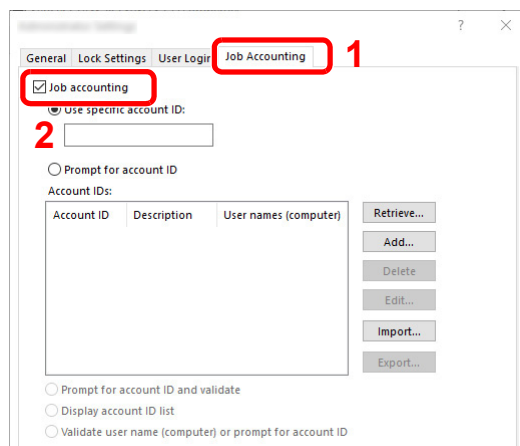 ? ×
General Lock Settings User Login Job Accounting 1
Job accounting
Use specific account ID:
2
Prompt for account ID
Account IDs:
Account ID Description User names (computer) Retrieve...
Add...
Delete
Edit...
Import...
Export...
Prompt for account ID and validate
Display account ID list
Validate user name (computer) or prompt for account ID